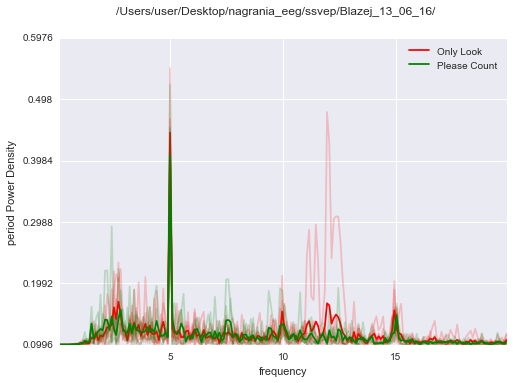 /Users/user/Desktop/nagrania_eeg/ssvep/Blazej_13_06_16/
0.5976
0.498
0.3984
0.2988
0.1992
0.0996
period Power Density
Only Look
Please Count
5
10
15
frequency